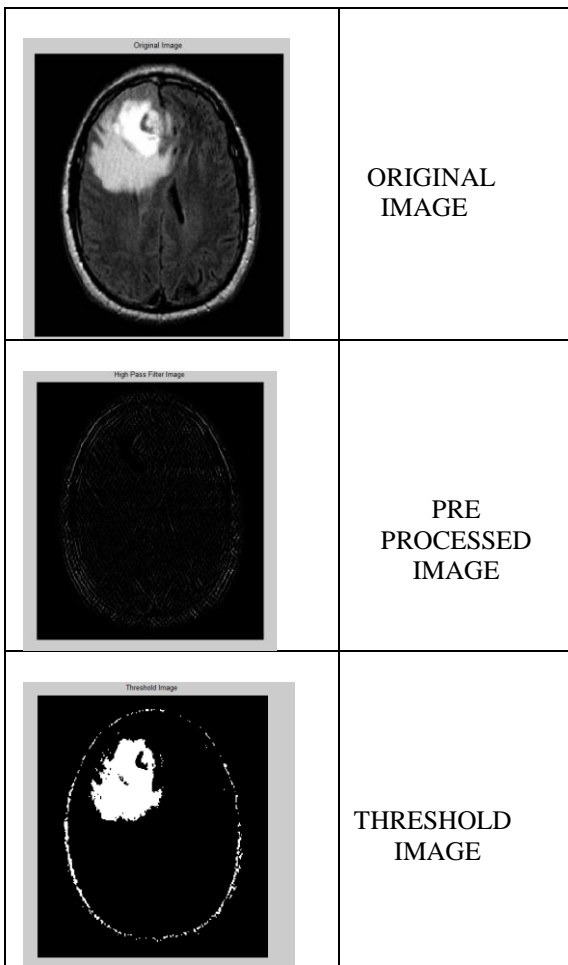 Original Image
ORIGINAL
IMAGE
High Pass Filter Image
PRE
PROCESSED
IMAGE
Threshold Image
THRESHOLD
IMAGE